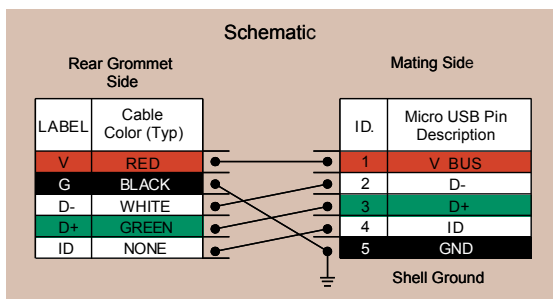 Schematic
Rear Grommet
Side
Mating Side
LABEL
Cable
Color (Typ)
V RED
G BLACK
D- WHITE
D+ GREEN
ID NONE
ID.
Micro USB Pin
Description
1 V BUS
2 D-
3 D+
4 ID
5 GND
Shell Ground